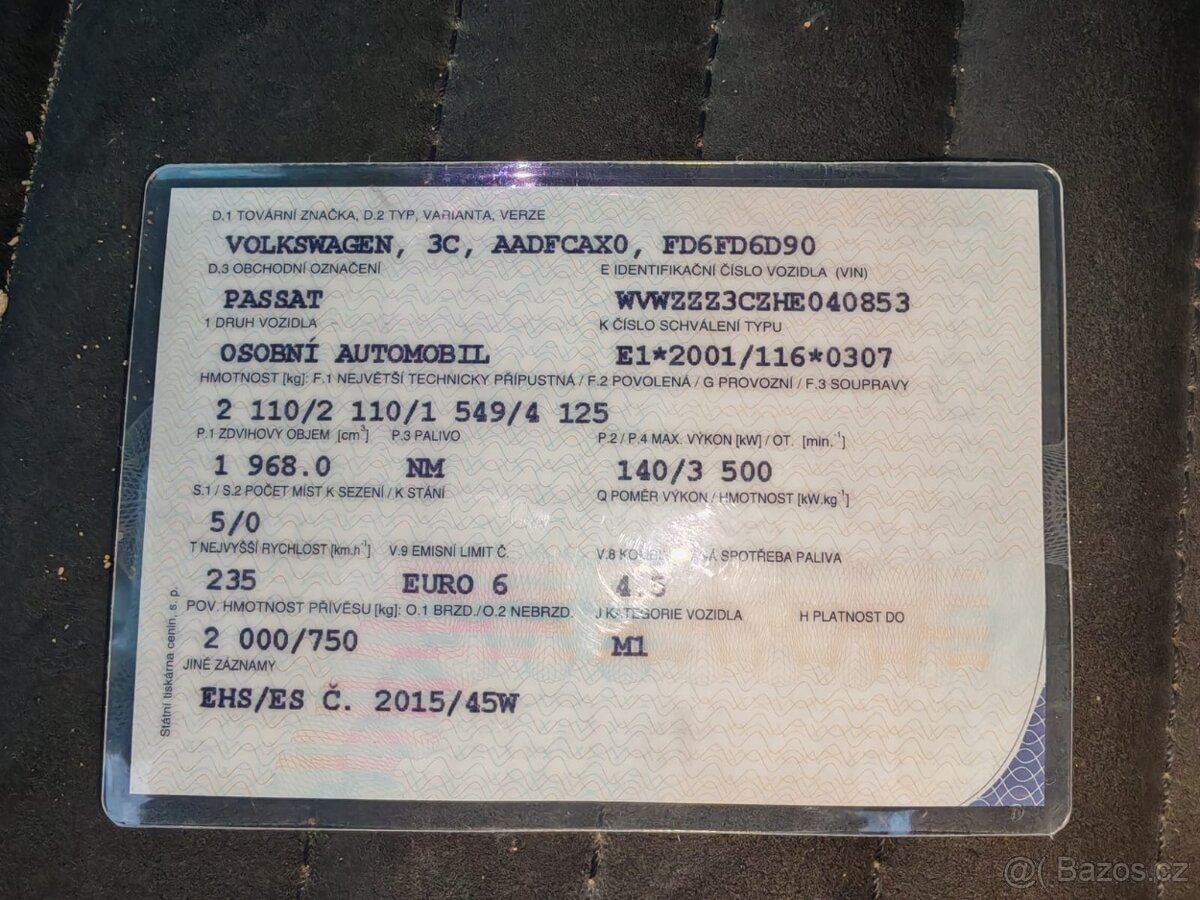 D.1 TOVÁRNÍ ZNAČKA, D.2 TYP, VARIANTA, VERZE
VOLKSWAGEN, 3C, AADFCAX0, FD6FD6D90
D.3 OBCHODNÍ OZNAČENÍ E IDENTIFIKAČNÍ ČÍSLO VOZIDLA (VIN)
PASSAT WVWZZZ3CZHE040853
1 DRUH VOZIDLA K ČÍSLO SCHVÁLENÍ TYPU
OSOBNÍ AUTOMOBIL E1*2001/116*0307
HMOTNOST [kg]: F.1 NEJVĚTŠÍ TECHNICKY PŘÍPUSTNÁ / F.2 POVOLENÁ / G PROVOZNÍ / F.3 SOUPRAVY
2 110/2 110/1 549/4 125
P.1 ZDVIHOVÝ OBJEM [cm³] P.3 PALIVO P.2 / P.4 MAX. VÝKON [kW] / OT. [min.⁻¹]
1 968.0 NM 140/3 500
S.1 / S.2 POČET MÍST K SEZENÍ / K STÁNÍ Q POMĚR VÝKON / HMOTNOST [kW.kg⁻¹]
5/0
T NEJVYŠŠÍ RYCHLOST [km.h⁻¹] V.9 EMISNÍ LIMIT Č. V.8 SPOTŘEBA PALIVA
235 EURO 6
POV. HMOTNOST PŘÍVĚSU [kg]: O.1 BRZD./O.2 NEBRZD. J KATEGORIE VOZIDLA H PLATNOST DO
2 000/750 M1
JINÉ ZÁZNAMY
EHS/ES Č. 2015/45W
Státní tiskárna cenin, s. p.
@( Bazos.cz